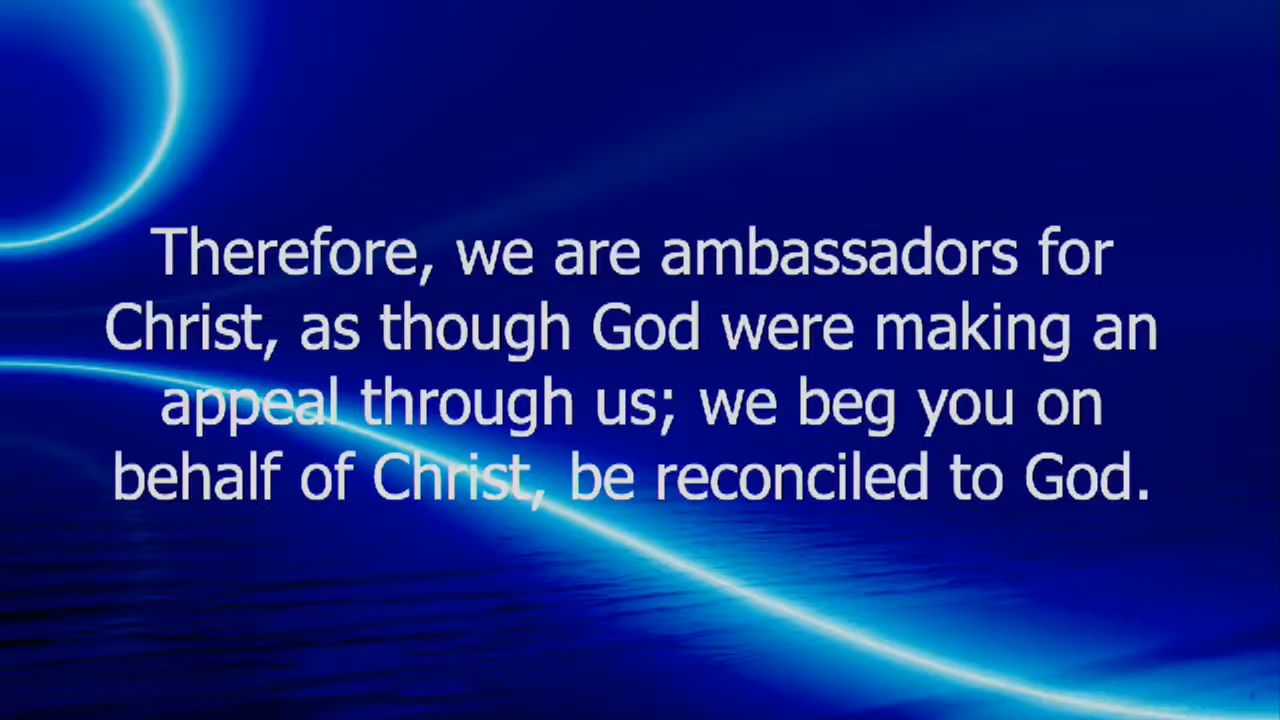 Therefore, we are ambassadors for
Christ, as though God were making an
appeal through us; we beg you on
behalf of Christ, be reconciled to God.